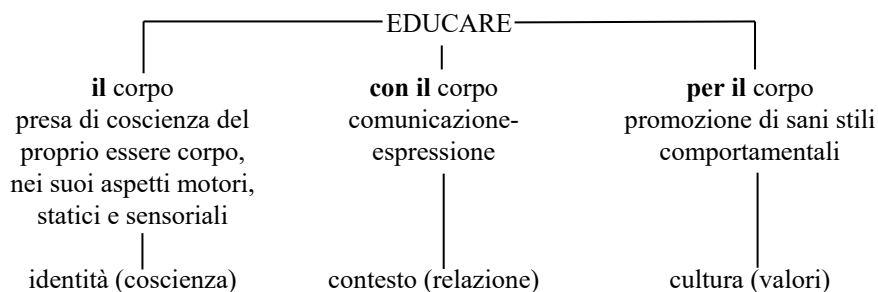 EDUCARE
il corpo
presa di coscienza del
proprio essere corpo,
nei suoi aspetti motori,
statici e sensoriali
identità (coscienza)
con il corpo
comunicazione-
espressione
contesto (relazione)
per il corpo
promozione di sani stili
comportamentali
cultura (valori)